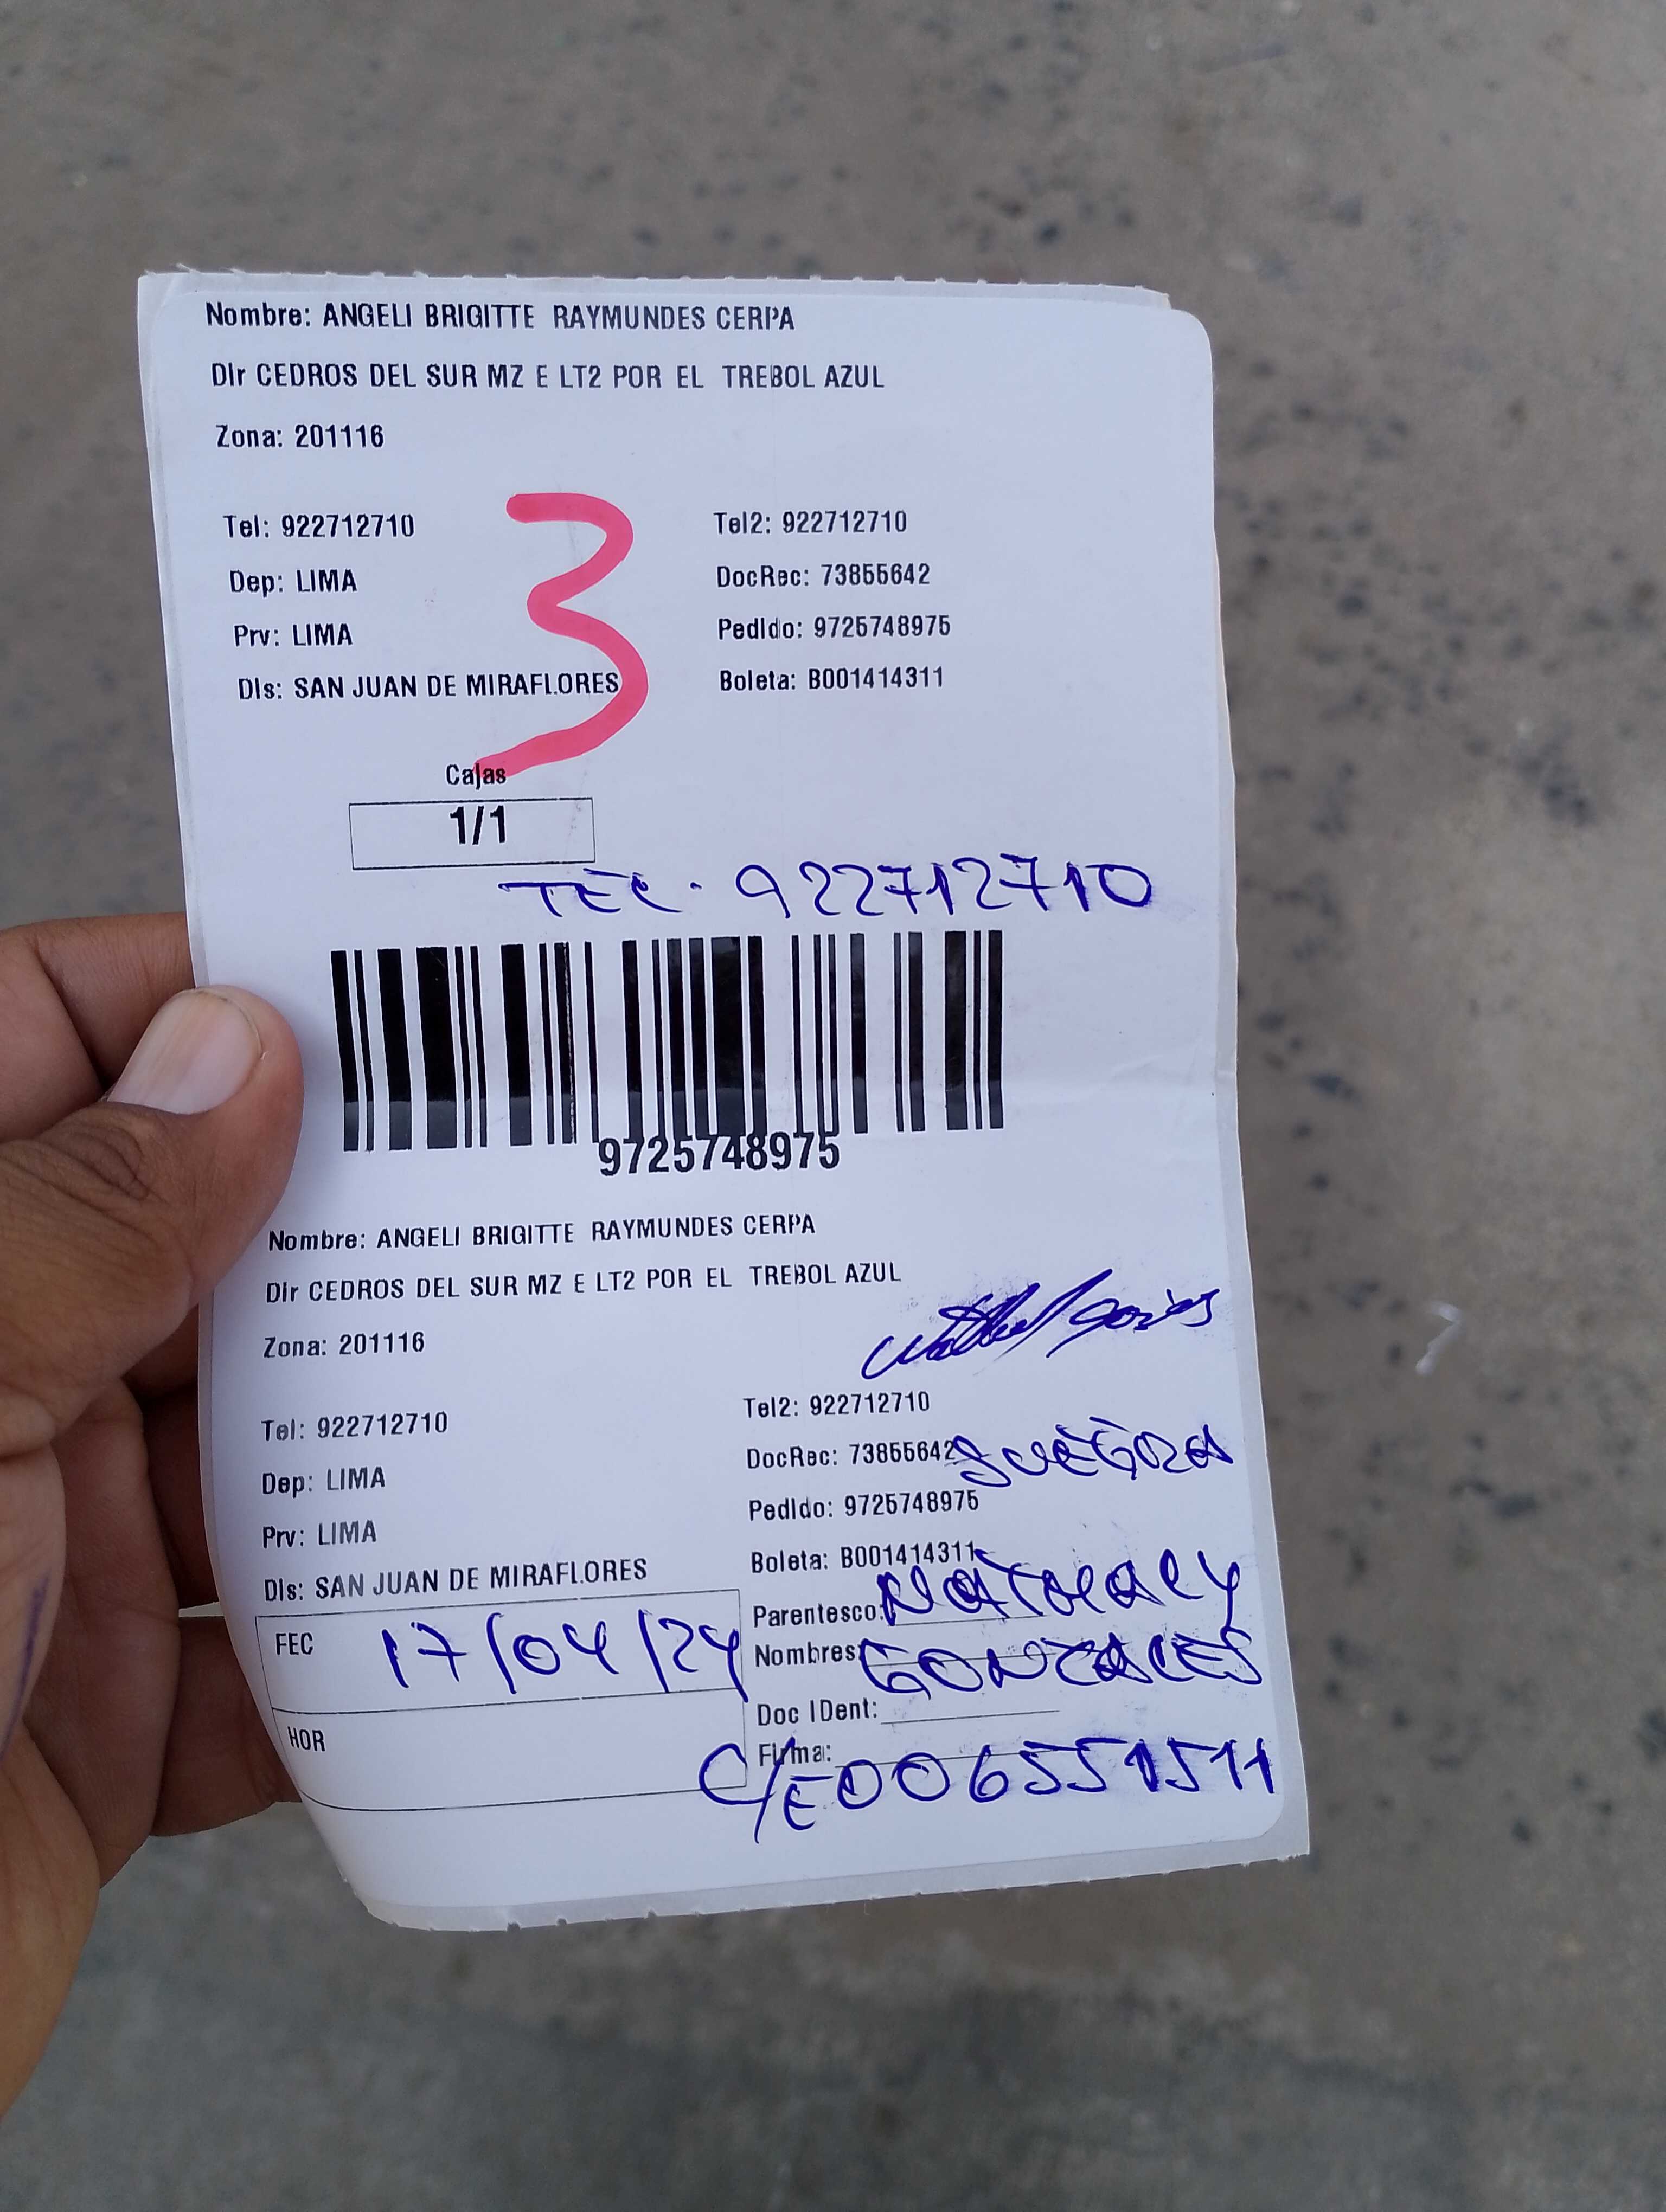 Nombre: ANGELI BRIGITTE RAYMUNDES CERPA
Dir CEDROS DEL SUR MZ E LT2 POR EL TREBOL AZUL
Zona: 201116
Tel: 922712710 Tel2: 922712710
Dep: LIMA DocRec: 73855642
Prv: LIMA Pedido: 9725748975
Dis: SAN JUAN DE MIRAFLORES Boleta: B001414311
3
Cajas
1/1
TEL. 922712710
9725748975
Nombre: ANGELI BRIGITTE RAYMUNDES CERPA
Dir CEDROS DEL SUR MZ E LT2 POR EL TREBOL AZUL
Zona: 201116
Tel: 922712710 Tel2: 922712710
Dep: LIMA DocRec: 73855642
Prv: LIMA Pedido: 9725748975
Dis: SAN JUAN DE MIRAFLORES Boleta: B001414311
FEC 17/04/24 Parentesco:
Nombres: GONZALES
HOR Doc IDent:
Firma:
C/E006551511